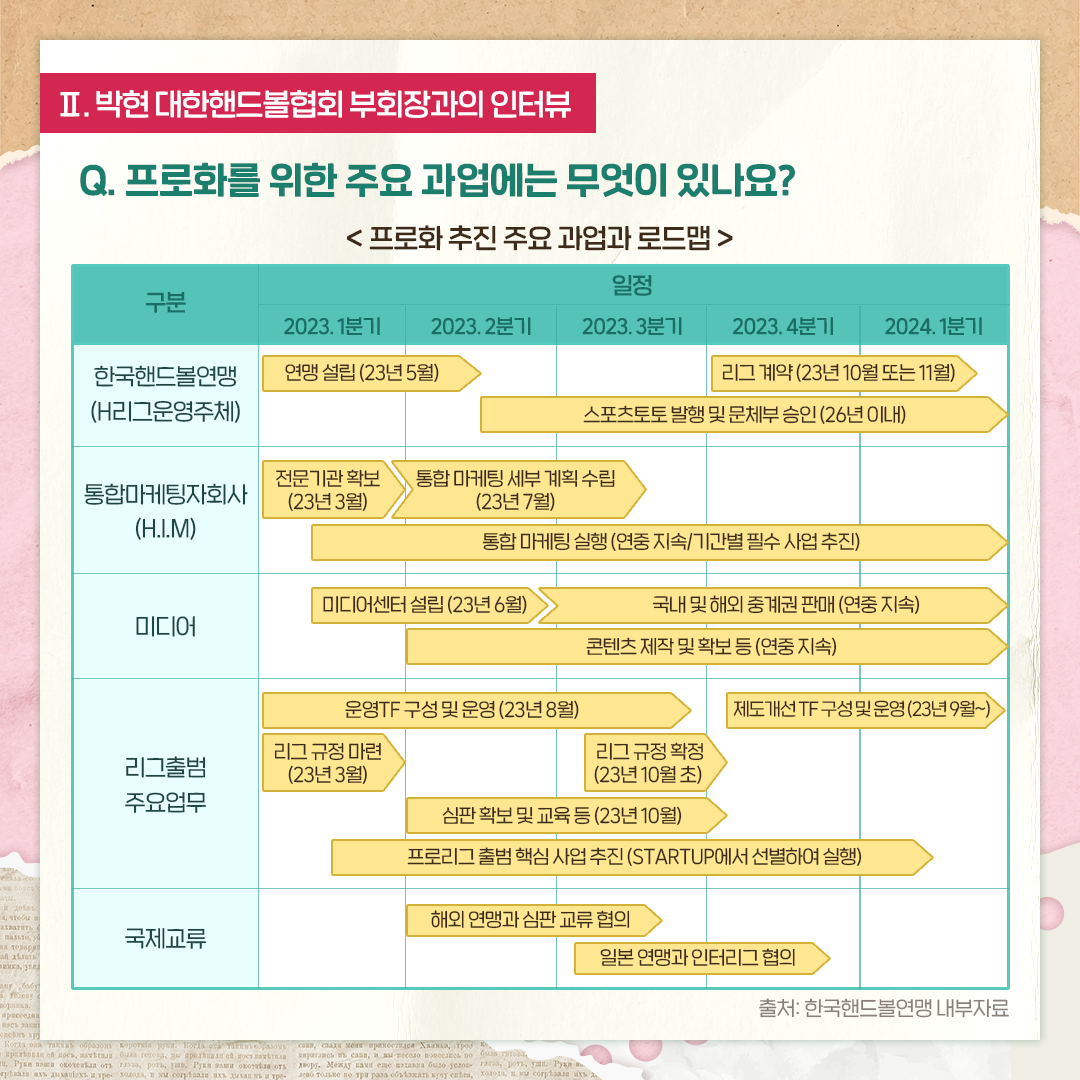 Ⅱ. 박현 대한핸드볼협회 부회장과의 인터뷰
Q. 프로화를 위한 주요 과업에는 무엇이 있나요?
< 프로화 추진 주요 과업과 로드맵 >
구분
일정
2023. 1분기
2023. 2분기
2023. 3분기
2023. 4분기
2024. 1분기
한국핸드볼연맹
(H리그운영주체)
연맹 설립 (23년 5월)
리그 계약 (23년 10월 또는 11월)
스포츠토토 발행 및 문체부 승인 (26년 이내)
통합마케팅자회사
(H.I.M)
전문기관 확보
(23년 3월)
통합 마케팅 세부 계획 수립
(23년 7월)
통합 마케팅 실행 (연중 지속/기간별 필수 사업 추진)
미디어
미디어센터 설립 (23년 6월)
국내 및 해외 중계권 판매 (연중 지속)
콘텐츠 제작 및 확보 등 (연중 지속)
리그출범
주요업무
운영TF 구성 및 운영 (23년 8월)
제도개선 TF 구성 및 운영 (23년 9월~)
리그 규정 마련
(23년 3월)
리그 규정 확정
(23년 10월 초)
심판 확보 및 교육 등 (23년 10월)
프로리그 출범 핵심 사업 추진 (STARTUP에서 선별하여 실행)
국제교류
해외 연맹과 심판 교류 협의
일본 연맹과 인터리그 협의
출처: 한국핸드볼연맹 내부자료